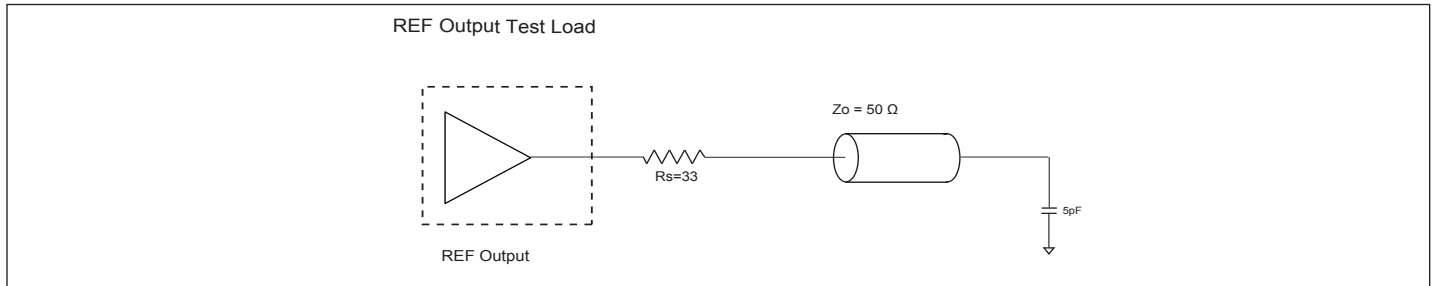 REF Output Test Load
Zo = 50 Ω
Rs=33
5pF
REF Output